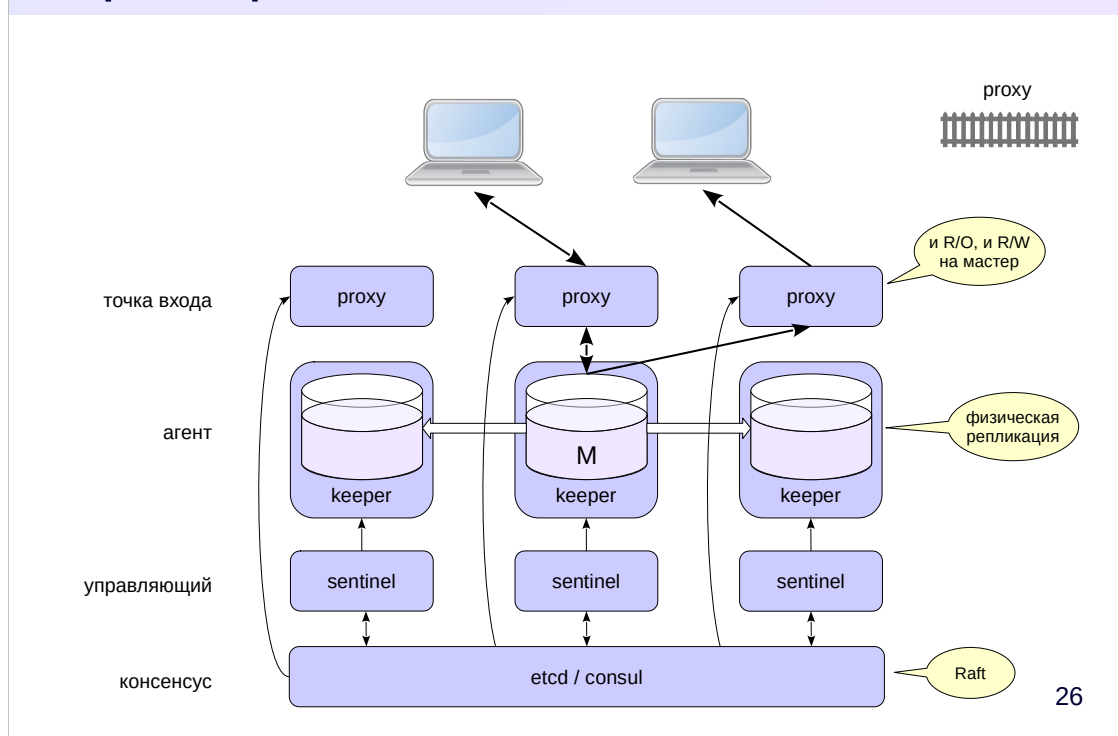 proxy
и R/O, и R/W
на мастер
точка входа
proxy
proxy
proxy
агент
M
keeper
keeper
keeper
физическая
репликация
управляющий
sentinel
sentinel
sentinel
консенсус
etcd / consul
Raft
26